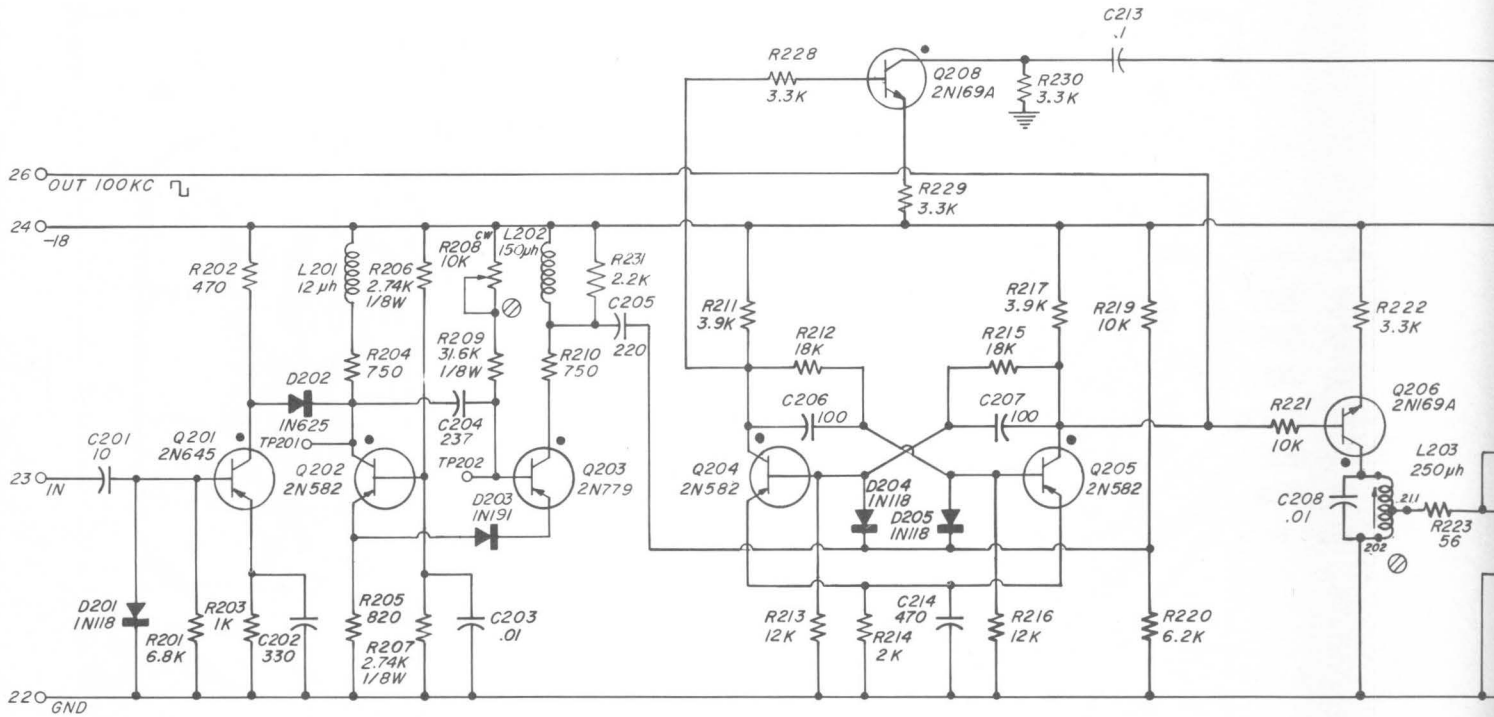 C213
.1
R228
3.3K
Q208
2N169A
R230
3.3K
26 OUT 100KC
R229
3.3K
24 -18
R202
470
L201
12 µh
R206
2.74K
1/8W
CW
R208
10K
L202
150µh
R231
2.2K
C205
220
R211
3.9K
R217
3.9K
R219
10K
R222
3.3K
R212
18K
R215
18K
R204
750
R209
31.6K
1/8W
R210
750
D202
1N625
C204
237
C206
100
C207
100
R221
10K
Q206
2N169A
C201
10
Q201
2N645
TP201
Q202
2N582
TP202
Q203
2N779
D203
1N191
Q204
2N582
D204
1N118
D205
1N118
Q205
2N582
L203
250µh
C208
.01
211
202
R223
56
23 IN
D201
1N118
R201
6.8K
R203
1K
C202
330
R205
820
R207
2.74K
1/8W
C203
.01
R213
12K
R214
2K
C214
470
R216
12K
R220
6.2K
22 GND